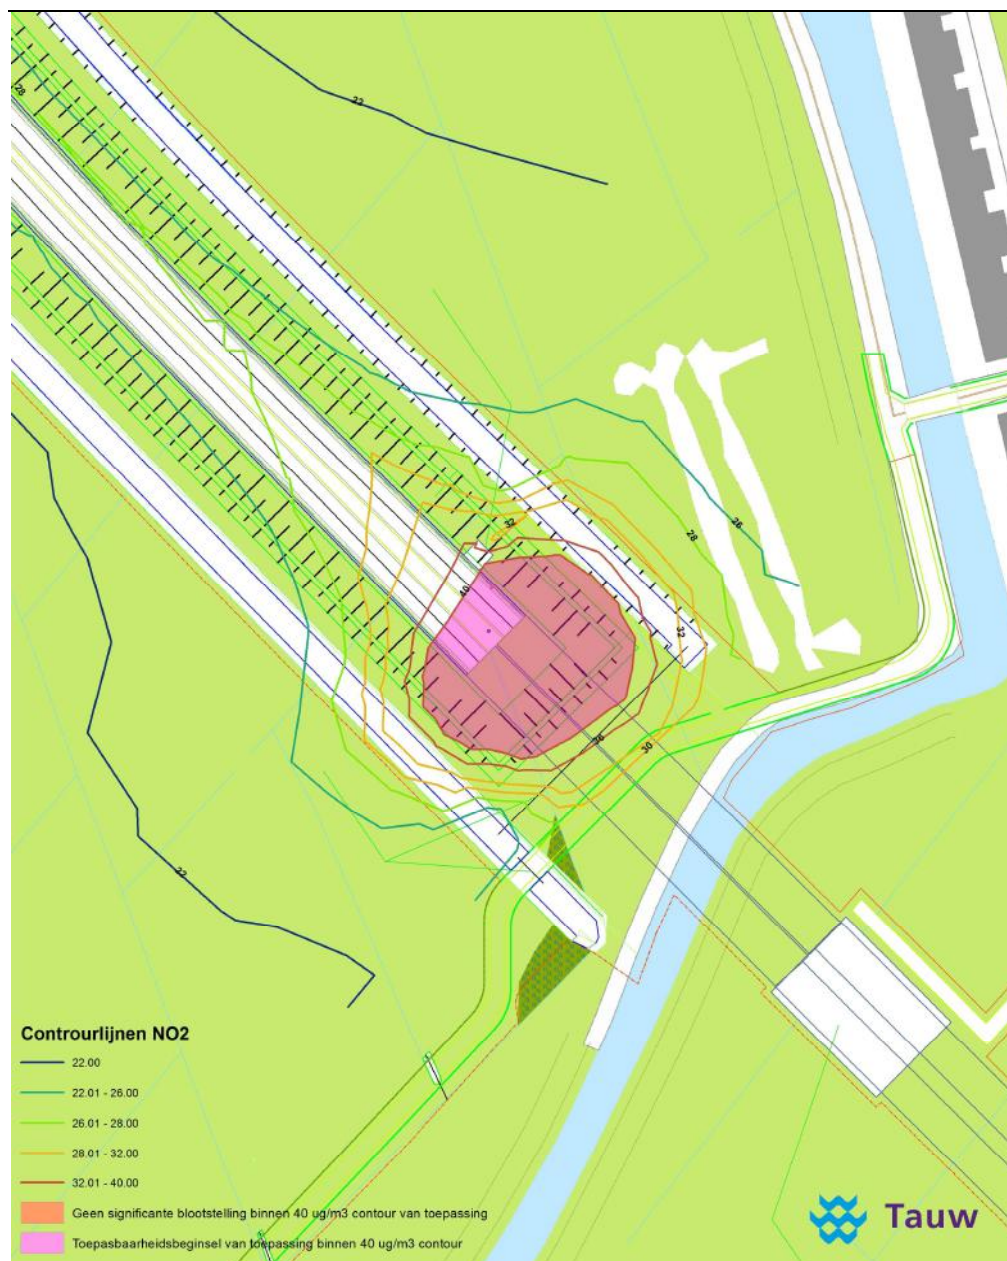 22
28
32
26
28
40
32
36
30
22
Controurlijnen NO2
22.00
22.01 - 26.00
26.01 - 28.00
28.01 - 32.00
32.01 - 40.00
Geen significante blootstelling binnen 40 ug/m3 contour van toepassing
Toepasbaarheidsbeginsel van toepassing binnen 40 ug/m3 contour
Tauw